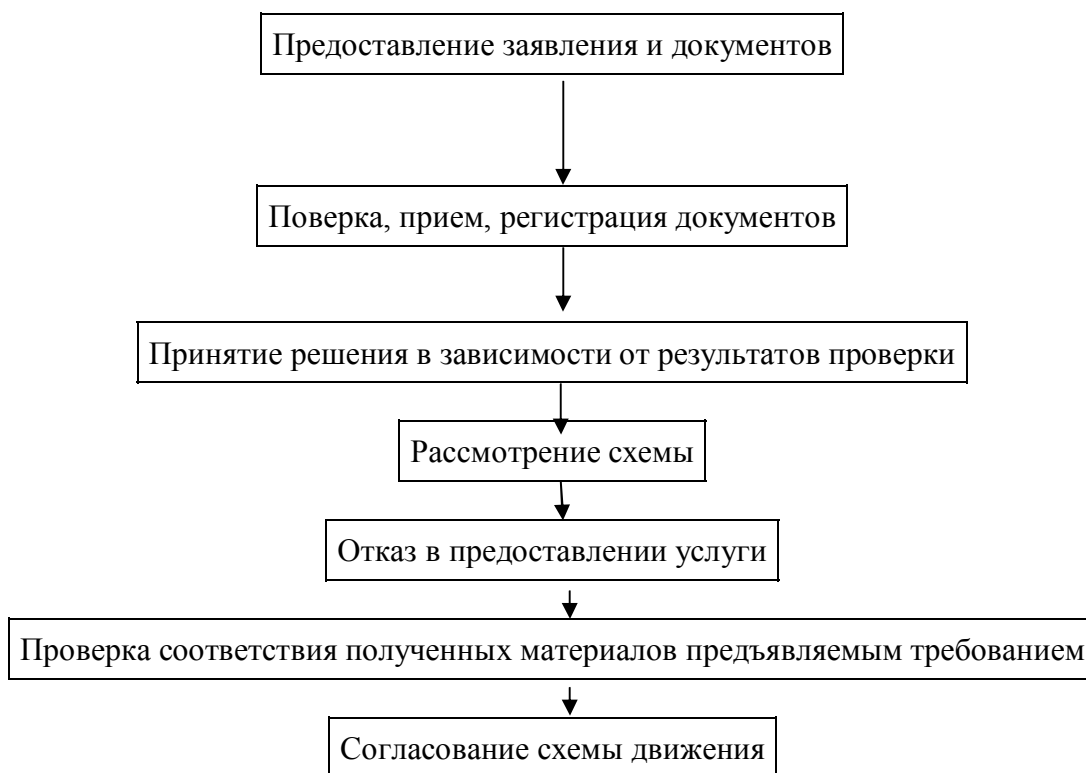 Предоставление заявления и документов
Поверка, прием, регистрация документов
Принятие решения в зависимости от результатов проверки
Рассмотрение схемы
Отказ в предоставлении услуги
Проверка соответствия полученных материалов предъявляемым требованием
Согласование схемы движения